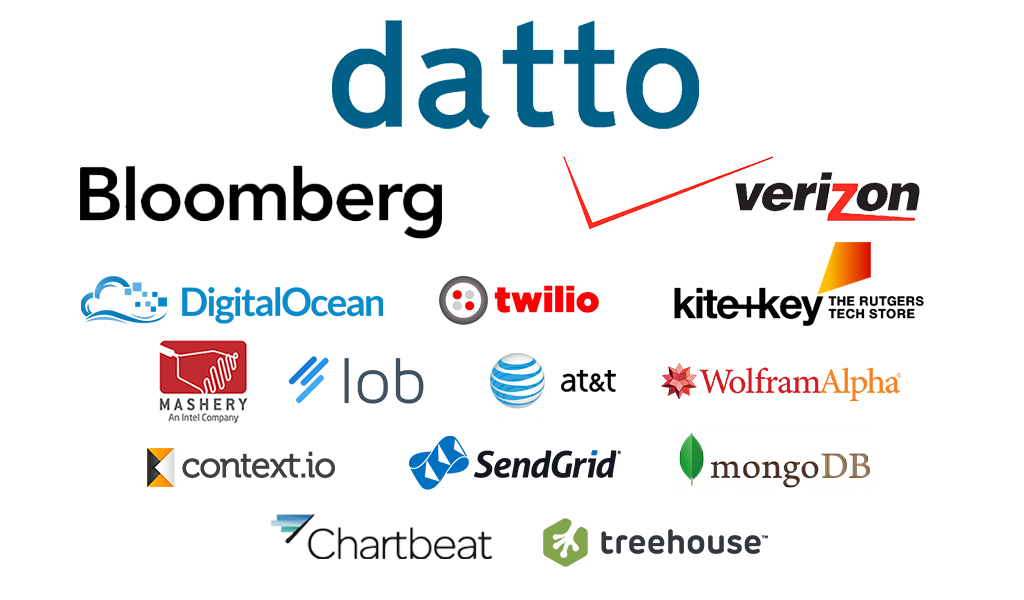 datto
Bloomberg
verizon
DigitalOcean
twilio
kite+key THE RUTGERS
TECH STORE
MASHERY
An Intel Company
lob
at&t
WolframAlpha
context.io
SendGrid®
mongoDB
Chartbeat
treehouse™